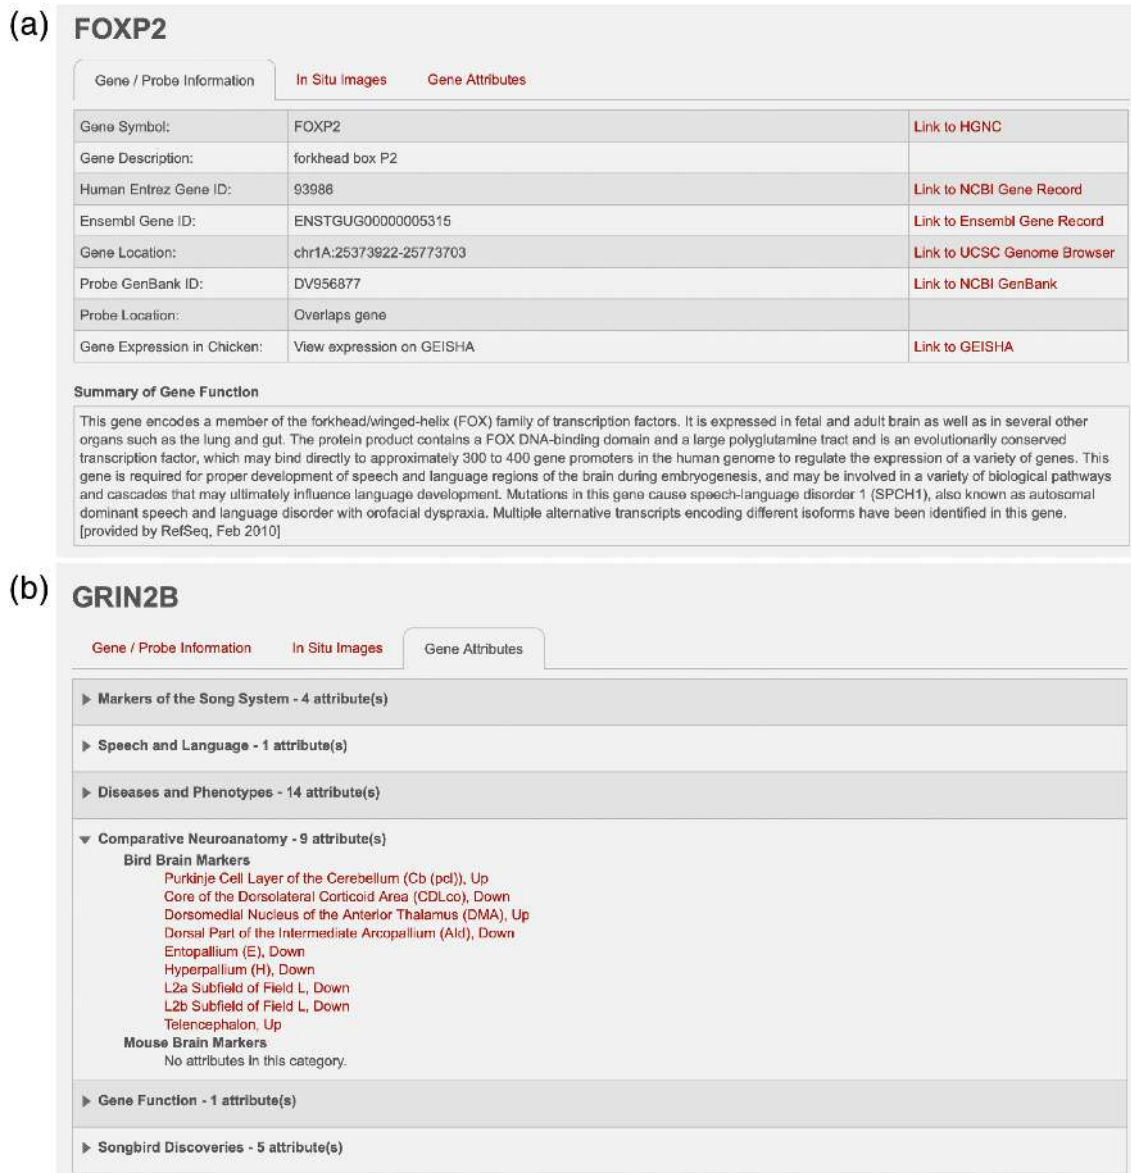 (a) FOXP2
Gene / Probe Information In Situ Images Gene Attributes
Gene Symbol: FOXP2 Link to HGNC
Gene Description: forkhead box P2
Human Entrez Gene ID: 93986 Link to NCBI Gene Record
Ensembl Gene ID: ENSTGUG00000005315 Link to Ensembl Gene Record
Gene Location: chr1A:25373922-25773703 Link to UCSC Genome Browser
Probe GenBank ID: DV956877 Link to NCBI GenBank
Probe Location: Overlaps gene
Gene Expression in Chicken: View expression on GEISHA Link to GEISHA
Summary of Gene Function
This gene encodes a member of the forkhead/winged-helix (FOX) family of transcription factors. It is expressed in fetal and adult brain as well as in several other
organs such as the lung and gut. The protein product contains a FOX DNA-binding domain and a large polyglutamine tract and is an evolutionarily conserved
transcription factor, which may bind directly to approximately 300 to 400 gene promoters in the human genome to regulate the expression of a variety of genes. This
gene is required for proper development of speech and language regions of the brain during embryogenesis, and may be involved in a variety of biological pathways
and cascades that may ultimately influence language development. Mutations in this gene cause speech-language disorder 1 (SPCH1), also known as autosomal
dominant speech and language disorder with orofacial dyspraxia. Multiple alternative transcripts encoding different isoforms have been identified in this gene.
[provided by RefSeq, Feb 2010]
(b) GRIN2B
Gene / Probe Information In Situ Images Gene Attributes
Markers of the Song System - 4 attribute(s)
Speech and Language - 1 attribute(s)
Diseases and Phenotypes - 14 attribute(s)
Comparative Neuroanatomy - 9 attribute(s)
Bird Brain Markers
Purkinje Cell Layer of the Cerebellum (Cb (pcl)), Up
Core of the Dorsolateral Corticoid Area (CDLco), Down
Dorsomedial Nucleus of the Anterior Thalamus (DMA), Up
Dorsal Part of the Intermediate Arcopallium (AId), Down
Entopallium (E), Down
Hyperpallium (H), Down
L2a Subfield of Field L, Down
L2b Subfield of Field L, Down
Telencephalon, Up
Mouse Brain Markers
No attributes in this category.
Gene Function - 1 attribute(s)
Songbird Discoveries - 5 attribute(s)